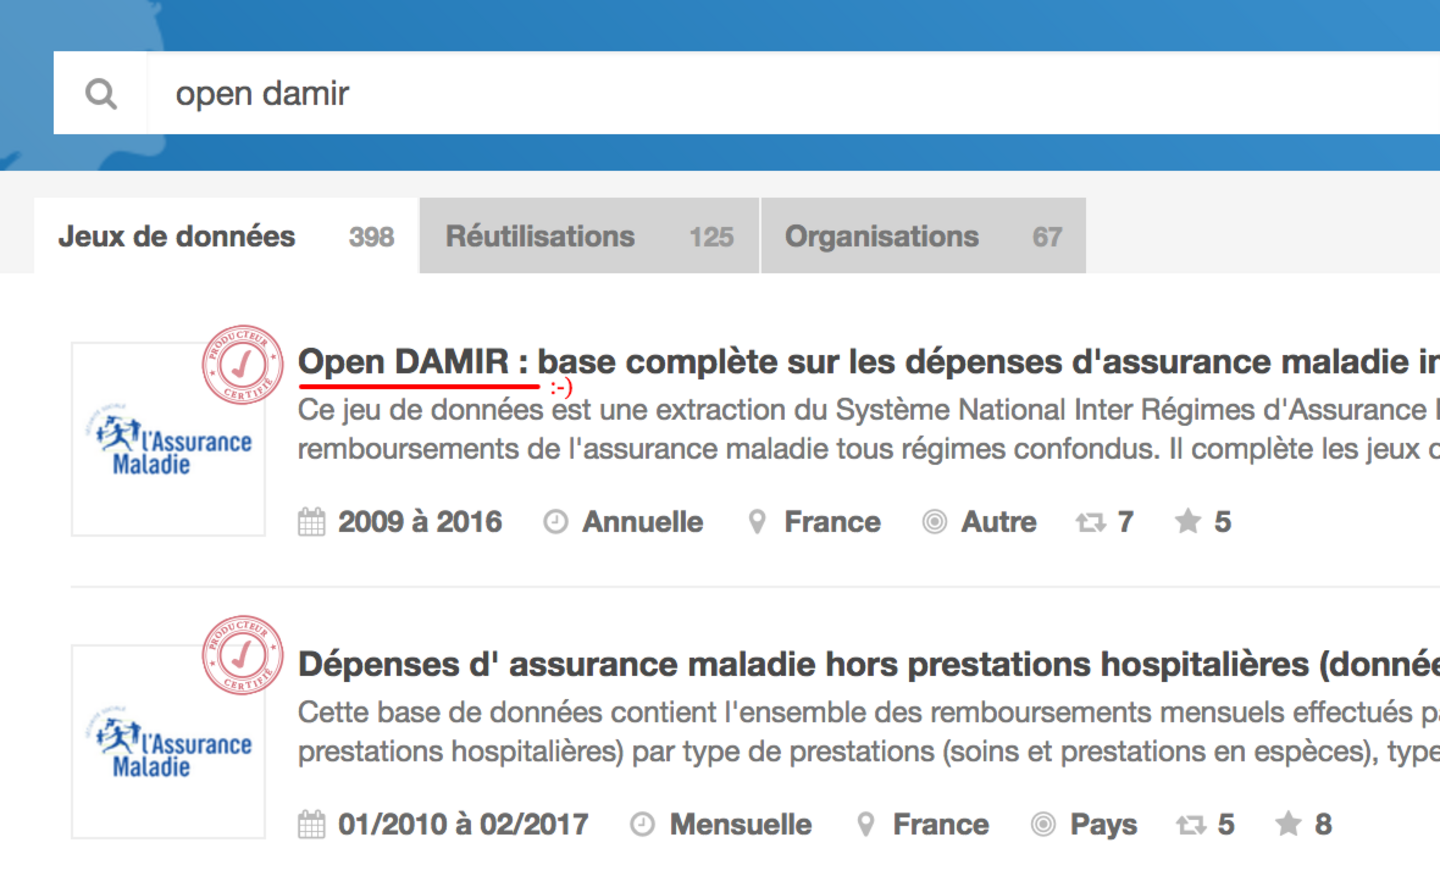 open damir
Jeux de données 398 Réutilisations 125 Organisations 67
PRODUCTEUR CERTIFIÉ
Open DAMIR : base complète sur les dépenses d'assurance maladie in
:-)
Ce jeu de données est une extraction du Système National Inter Régimes d'Assurance
remboursements de l'assurance maladie tous régimes confondus. Il complète les jeux
l'Assurance
Maladie
2009 à 2016 Annuelle France Autre 7 5
PRODUCTEUR CERTIFIÉ
Dépenses d' assurance maladie hors prestations hospitalières (donnée
Cette base de données contient l'ensemble des remboursements mensuels effectués pa
prestations hospitalières) par type de prestations (soins et prestations en espèces), type
l'Assurance
Maladie
01/2010 à 02/2017 Mensuelle France Pays 5 8